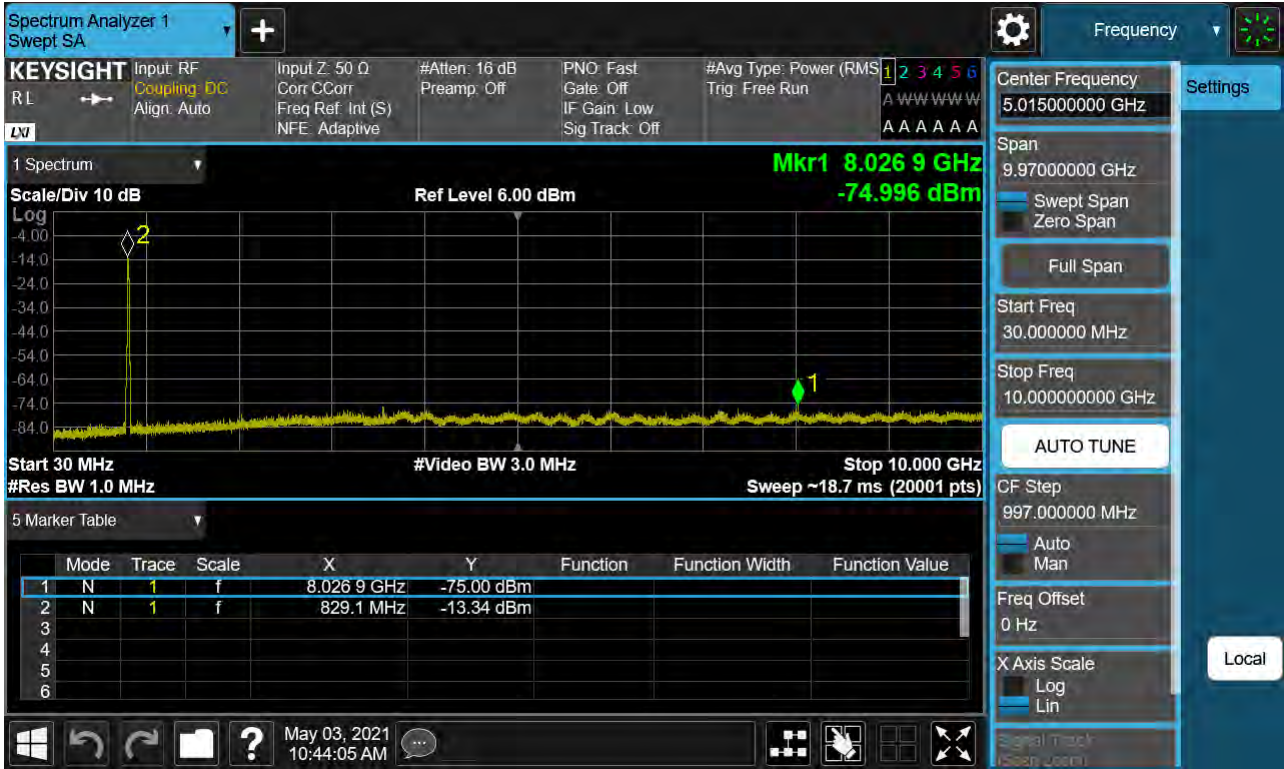 Spectrum Analyzer 1
Swept SA
+
Frequency
KEYSIGHT
RL
LXI
Input: RF
Coupling: DC
Align: Auto
Input Z: 50 Ω
Corr CCorr
Freq Ref: Int (S)
NFE: Adaptive
#Atten: 16 dB
Preamp: Off
PNO: Fast
Gate: Off
IF Gain: Low
Sig Track: Off
#Avg Type: Power (RMS
Trig: Free Run
1 2 3 4 5 6
A W W W W W
A A A A A A
1 Spectrum
Mkr1 8.026 9 GHz
Scale/Div 10 dB
Ref Level 6.00 dBm
-74.996 dBm
Log
-4.00
2
-14.0
-24.0
-34.0
-44.0
-54.0
-64.0
1
-74.0
-84.0
Start 30 MHz
#Video BW 3.0 MHz
Stop 10.000 GHz
#Res BW 1.0 MHz
Sweep ~18.7 ms (20001 pts)
5 Marker Table
Mode Trace Scale X Y Function Function Width Function Value
1 N 1 f 8.026 9 GHz -75.00 dBm
2 N 1 f 829.1 MHz -13.34 dBm
3
4
5
6
Center Frequency
5.015000000 GHz
Span
9.97000000 GHz
Swept Span
Zero Span
Full Span
Start Freq
30.000000 MHz
Stop Freq
10.000000000 GHz
AUTO TUNE
CF Step
997.000000 MHz
Auto
Man
Freq Offset
0 Hz
X Axis Scale
Log
Lin
Signal Track
(Span Zoom)
Settings
Local
?
May 03, 2021
10:44:05 AM